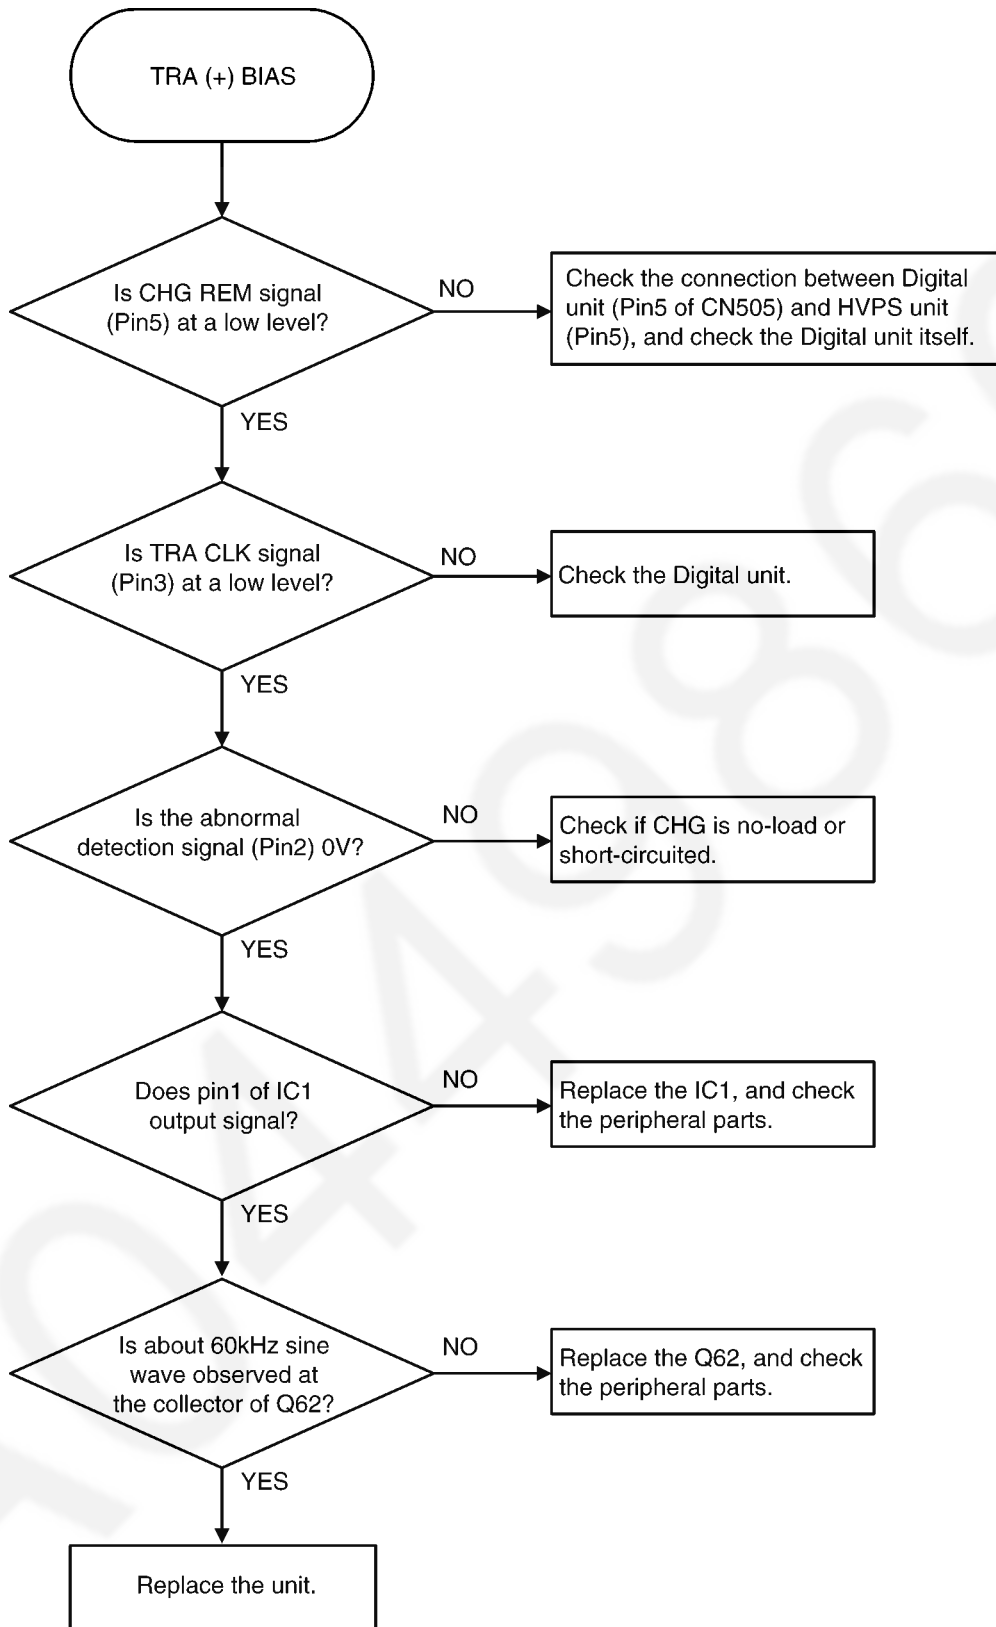 TRA (+) BIAS
Is CHG REM signal
(Pin5) at a low level?
NO
Check the connection between Digital
unit (Pin5 of CN505) and HVPS unit
(Pin5), and check the Digital unit itself.
YES
Is TRA CLK signal
(Pin3) at a low level?
NO
Check the Digital unit.
YES
Is the abnormal
detection signal (Pin2) 0V?
NO
Check if CHG is no-load or
short-circuited.
YES
Does pin1 of IC1
output signal?
NO
Replace the IC1, and check
the peripheral parts.
YES
Is about 60kHz sine
wave observed at
the collector of Q62?
NO
Replace the Q62, and check
the peripheral parts.
YES
Replace the unit.